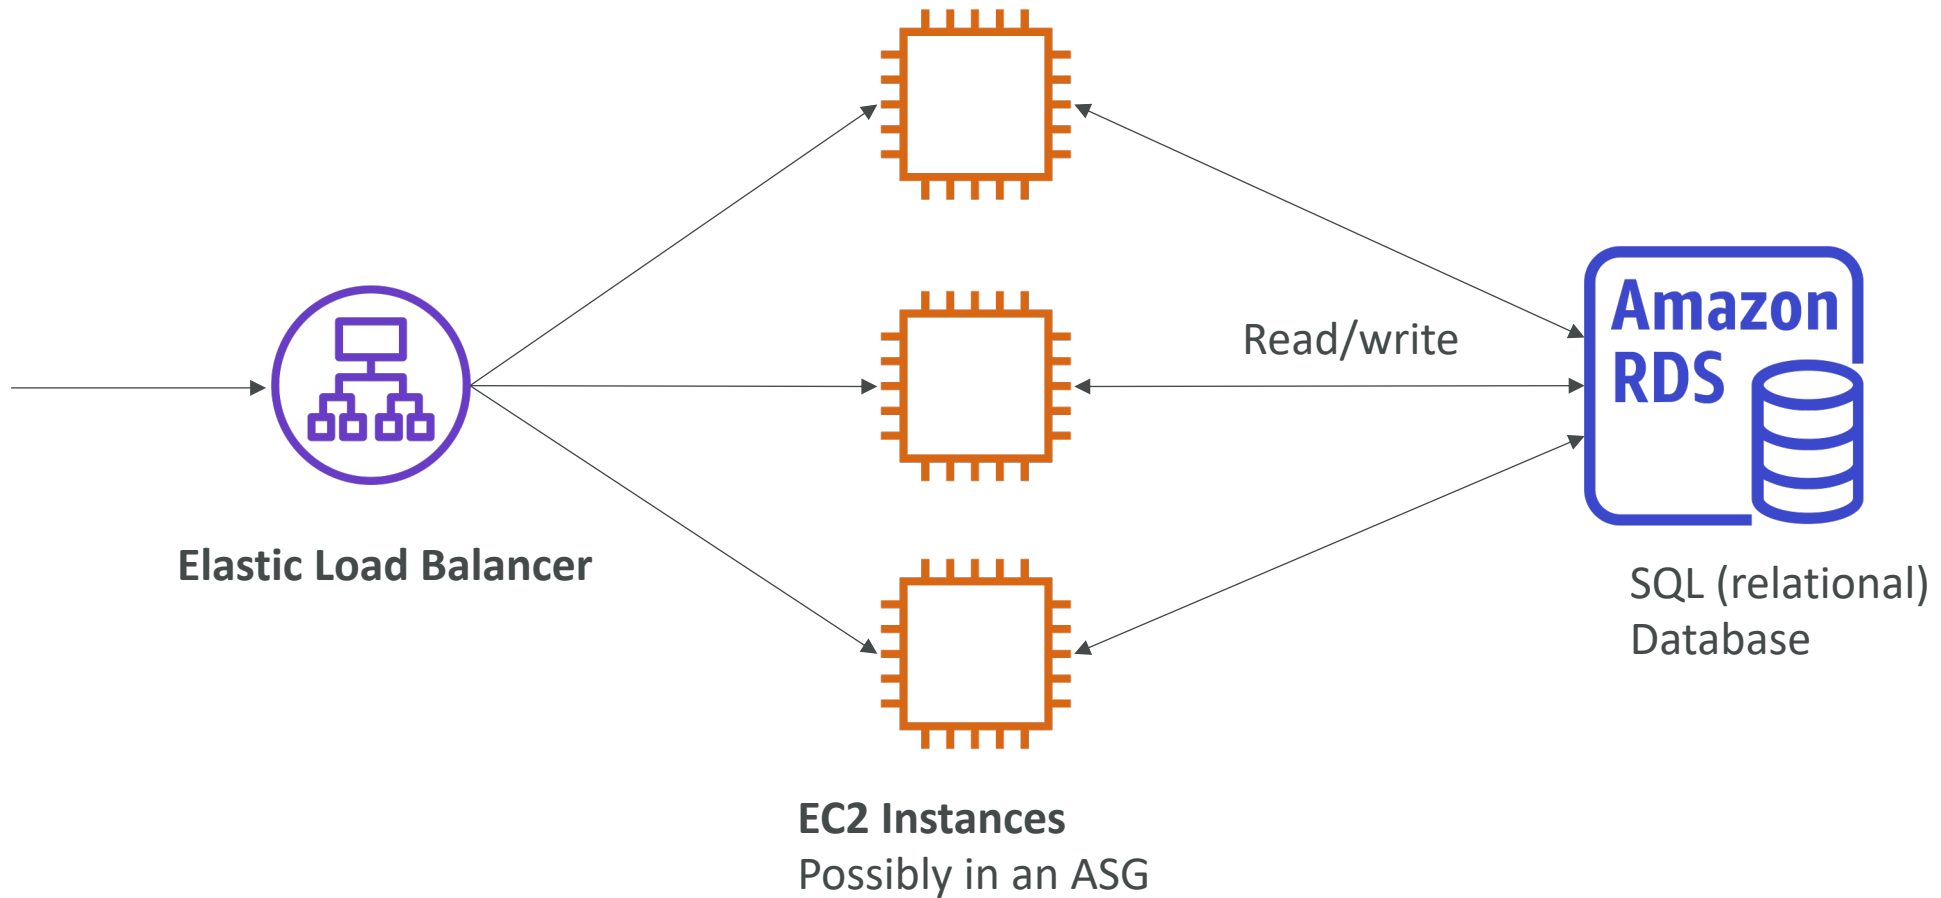 Read/write
Amazon
RDS
Elastic Load Balancer
SQL (relational)
Database
EC2 Instances
Possibly in an ASG